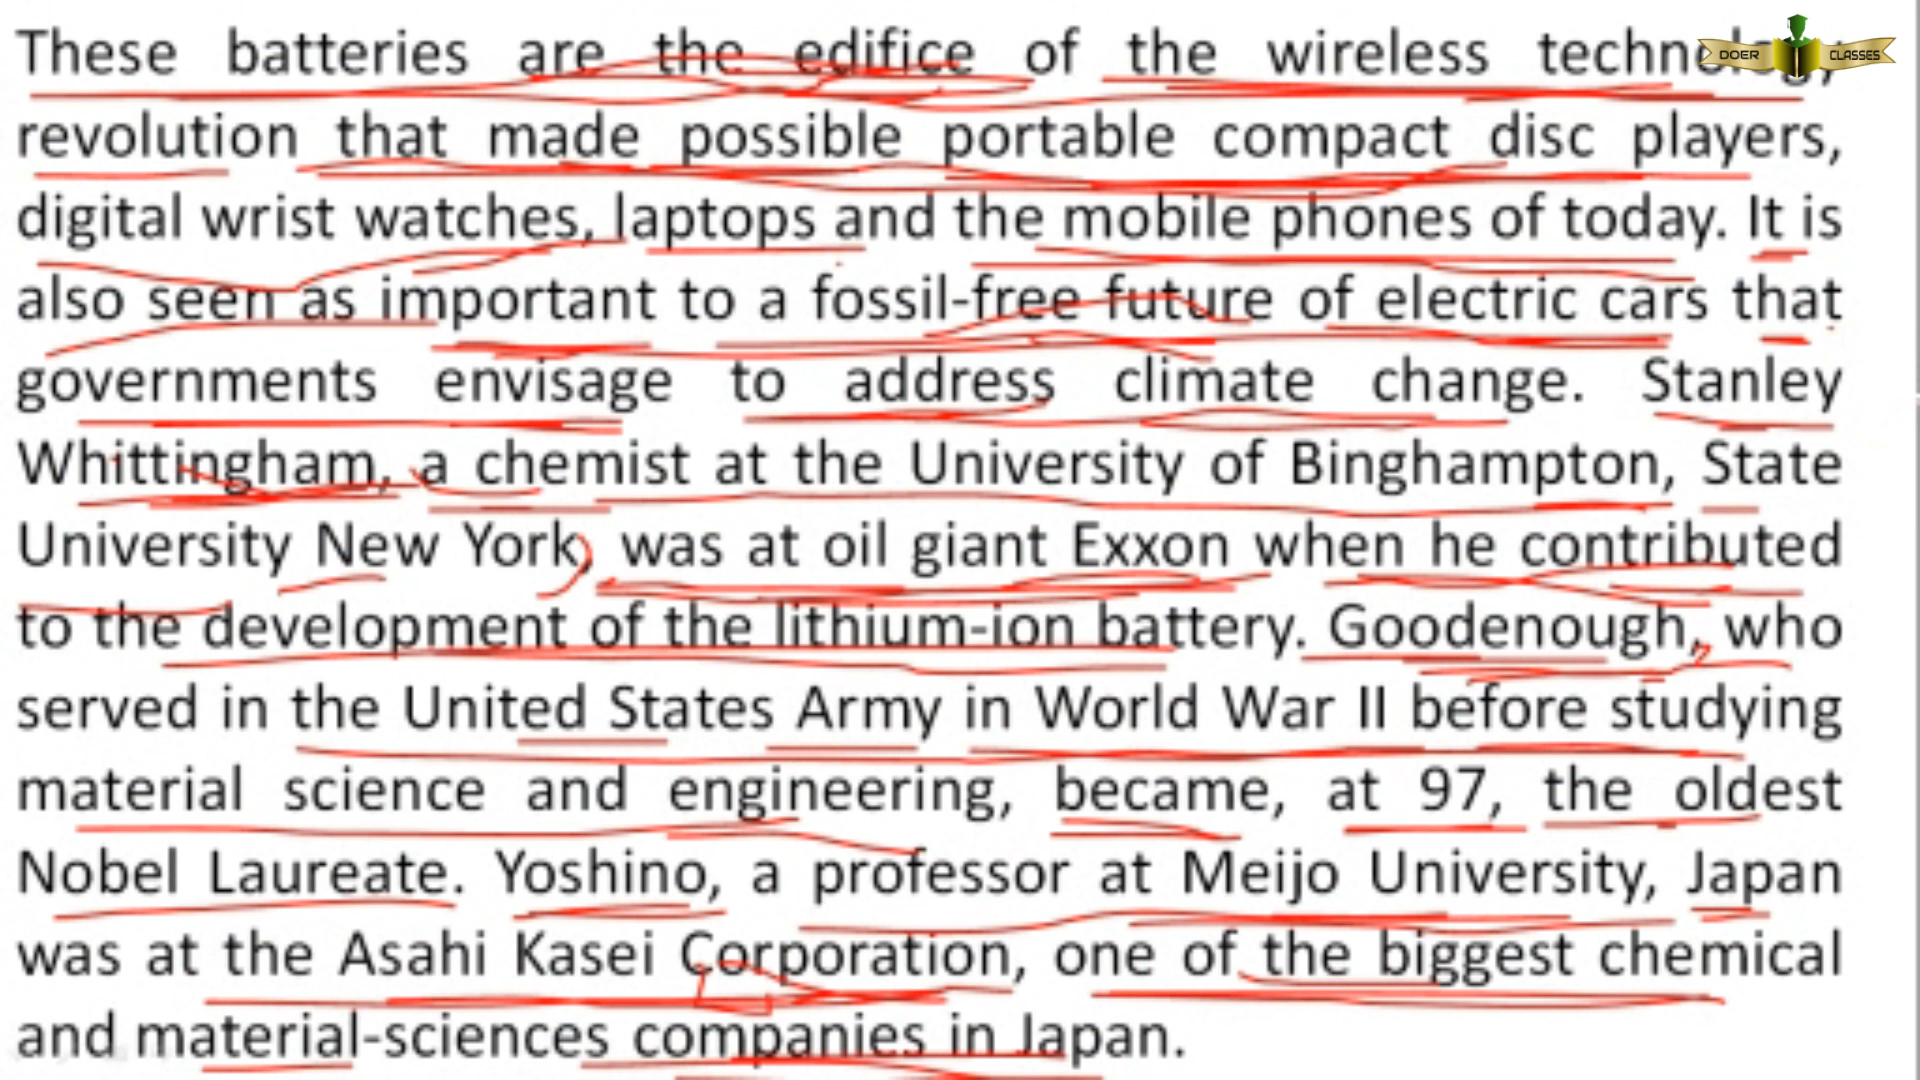 These batteries are the edifice of the wireless technology
revolution that made possible portable compact disc players,
digital wrist watches, laptops and the mobile phones of today. It is
also seen as important to a fossil-free future of electric cars that
governments envisage to address climate change. Stanley
Whittingham, a chemist at the University of Binghampton, State
University New York, was at oil giant Exxon when he contributed
to the development of the lithium-ion battery. Goodenough, who
served in the United States Army in World War II before studying
material science and engineering, became, at 97, the oldest
Nobel Laureate. Yoshino, a professor at Meijo University, Japan
was at the Asahi Kasei Corporation, one of the biggest chemical
and material-sciences companies in Japan.
DOER CLASSES